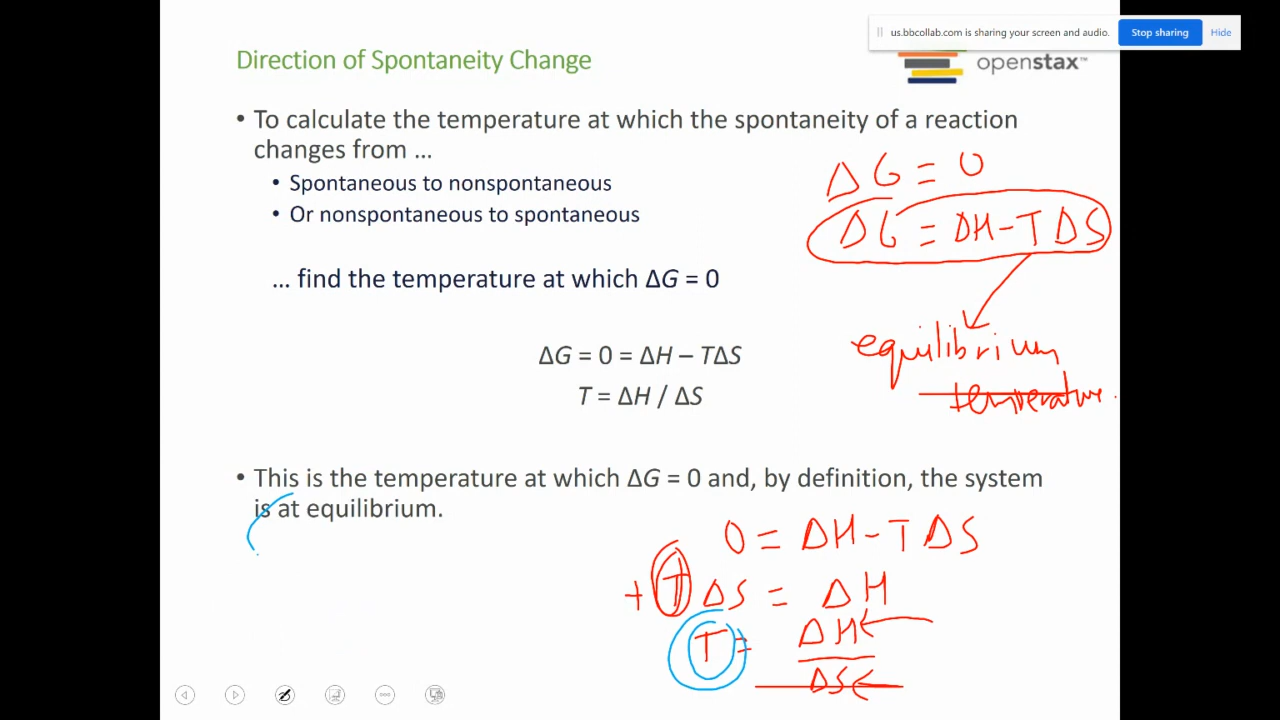 us.bbcollab.com is sharing your screen and audio. Stop sharing Hide
Direction of Spontaneity Change
openstax™
• To calculate the temperature at which the spontaneity of a reaction
changes from …
• Spontaneous to nonspontaneous
• Or nonspontaneous to spontaneous
… find the temperature at which ΔG = 0
ΔG = 0
ΔG = ΔH – TΔS
equilibrium
temperature.
ΔG = 0 = ΔH – TΔS
T = ΔH / ΔS
• This is the temperature at which ΔG = 0 and, by definition, the system
is at equilibrium.
0 = ΔH – TΔS
+ TΔS = ΔH
T = ΔH
ΔS